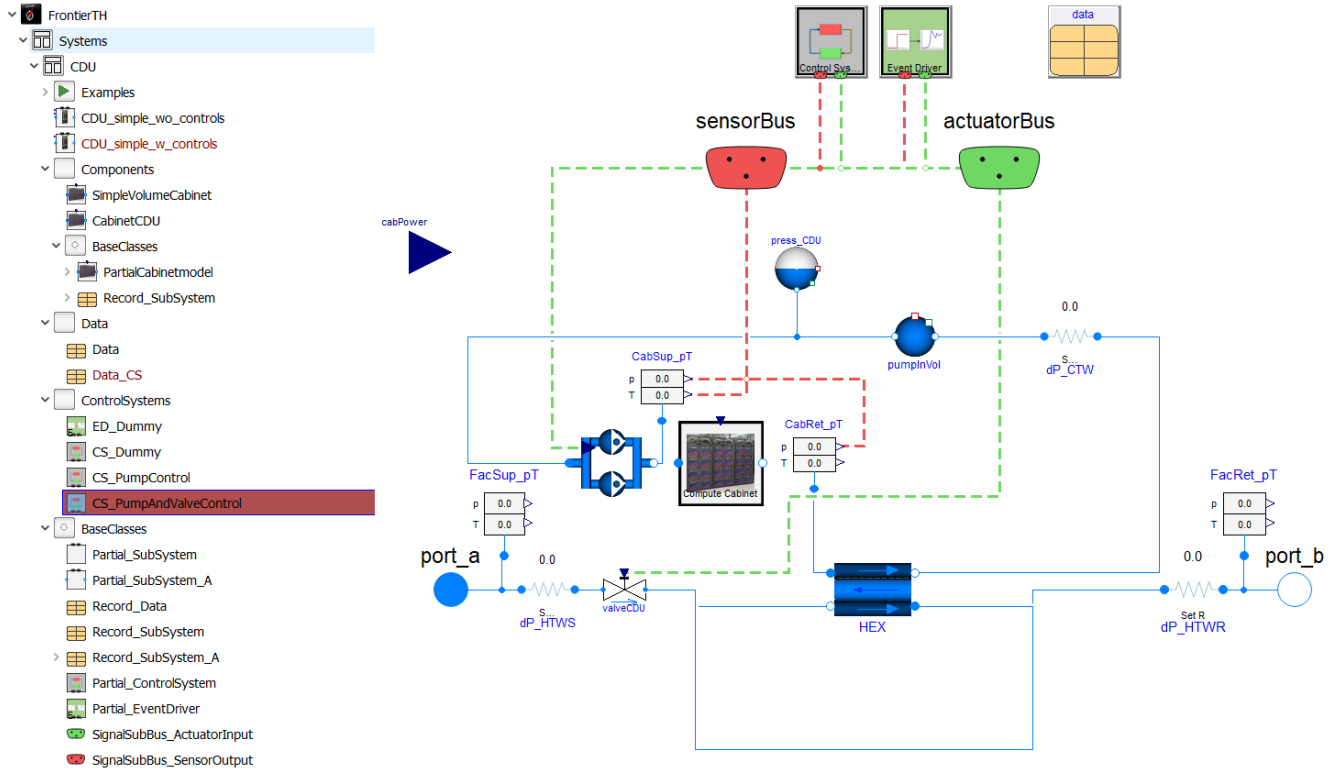 FrontierTH
Systems
CDU
Examples
CDU_simple_wo_controls
CDU_simple_w_controls
Components
SimpleVolumeCabinet
CabinetCDU
BaseClasses
PartialCabinetmodel
Record_SubSystem
Data
Data
Data_CS
ControlSystems
ED_Dummy
CS_Dummy
CS_PumpControl
CS_PumpAndValveControl
BaseClasses
Partial_SubSystem
Partial_SubSystem_A
Record_Data
Record_SubSystem
Record_SubSystem_A
Partial_ControlSystem
Partial_EventDriver
SignalSubBus_ActuatorInput
SignalSubBus_SensorOutput
Control Sys...
Event Driver
data
sensorBus
actuatorBus
cabPower
press_CDU
pumpInVol
0.0
S...
dP_CTW
CabSup_pT
p 0.0
T 0.0
Compute Cabinet
CabRet_pT
p 0.0
T 0.0
FacSup_pT
p 0.0
T 0.0
FacRet_pT
p 0.0
T 0.0
port_a
0.0
S...
dP_HTWS
valveCDU
HEX
0.0
Set R
dP_HTWR
port_b